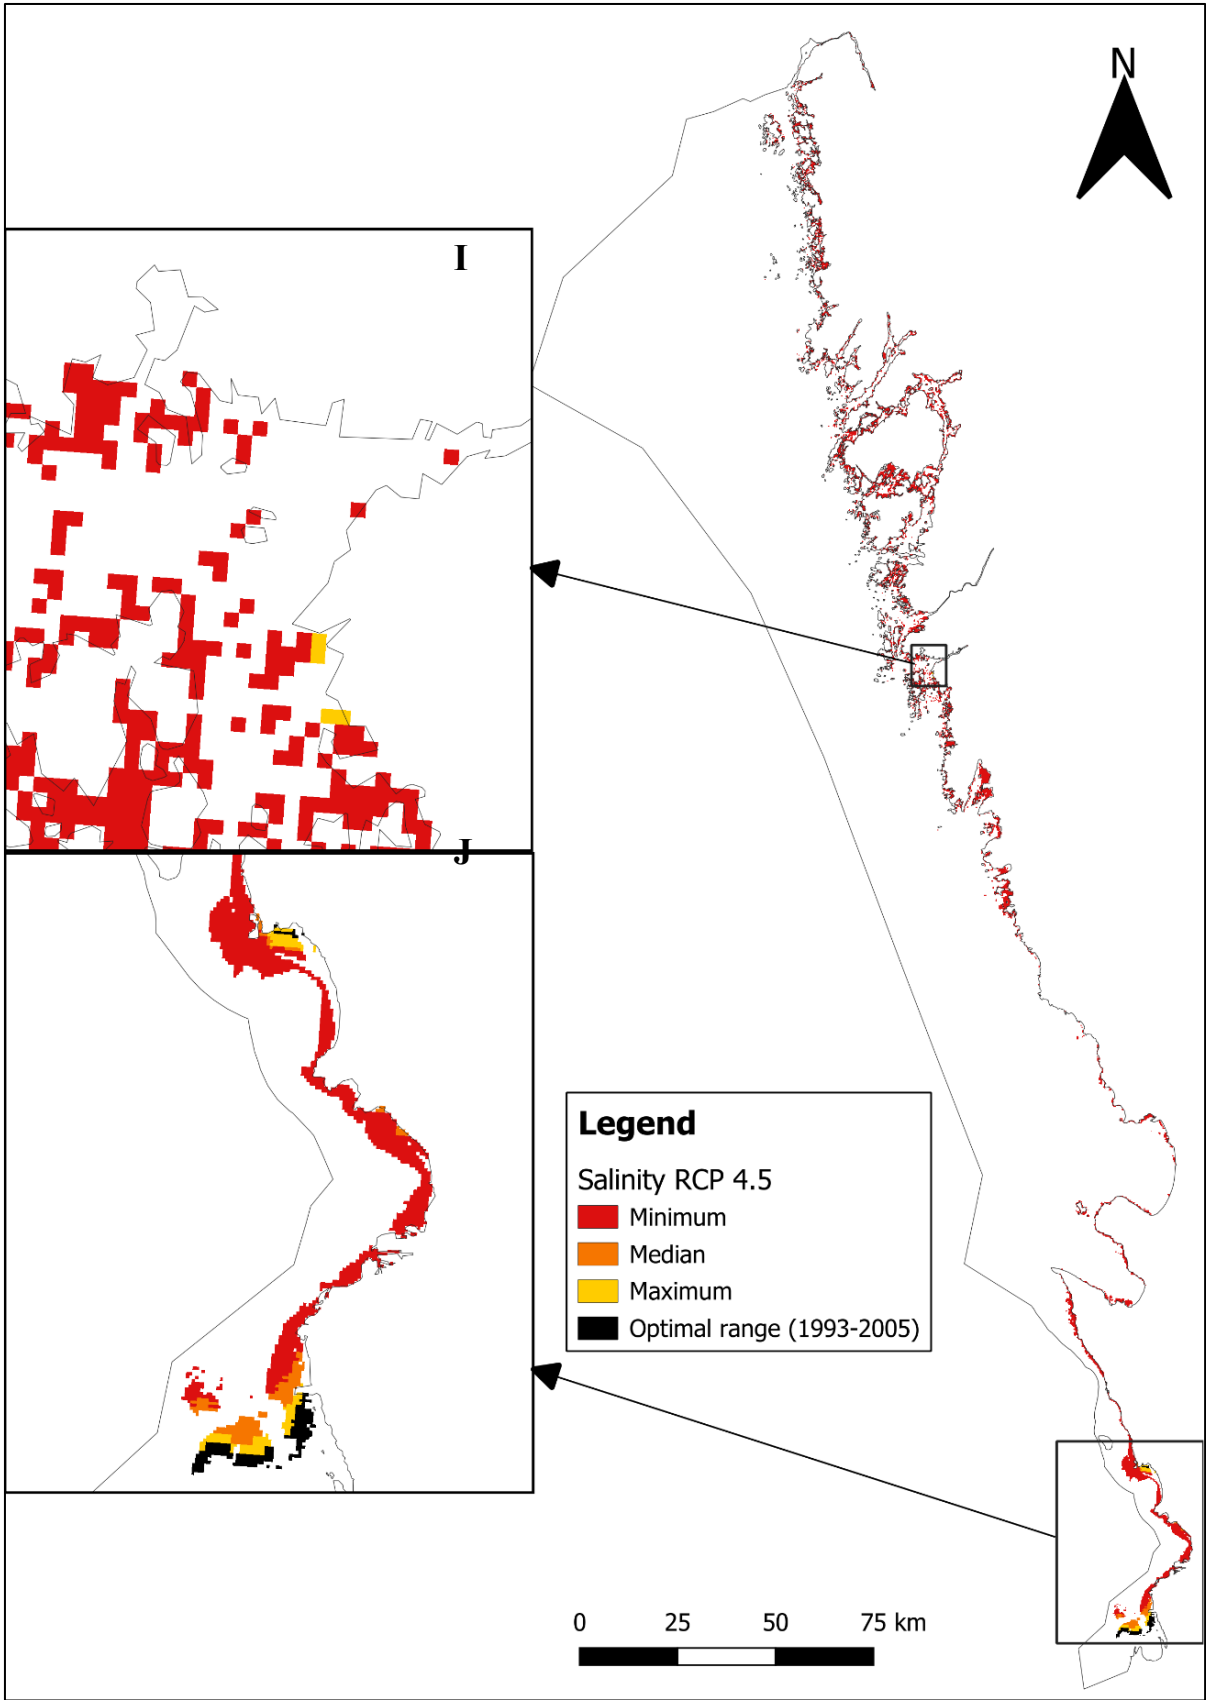 N
I
J
Legend
Salinity RCP 4.5
Minimum
Median
Maximum
Optimal range (1993-2005)
0 25 50 75 km